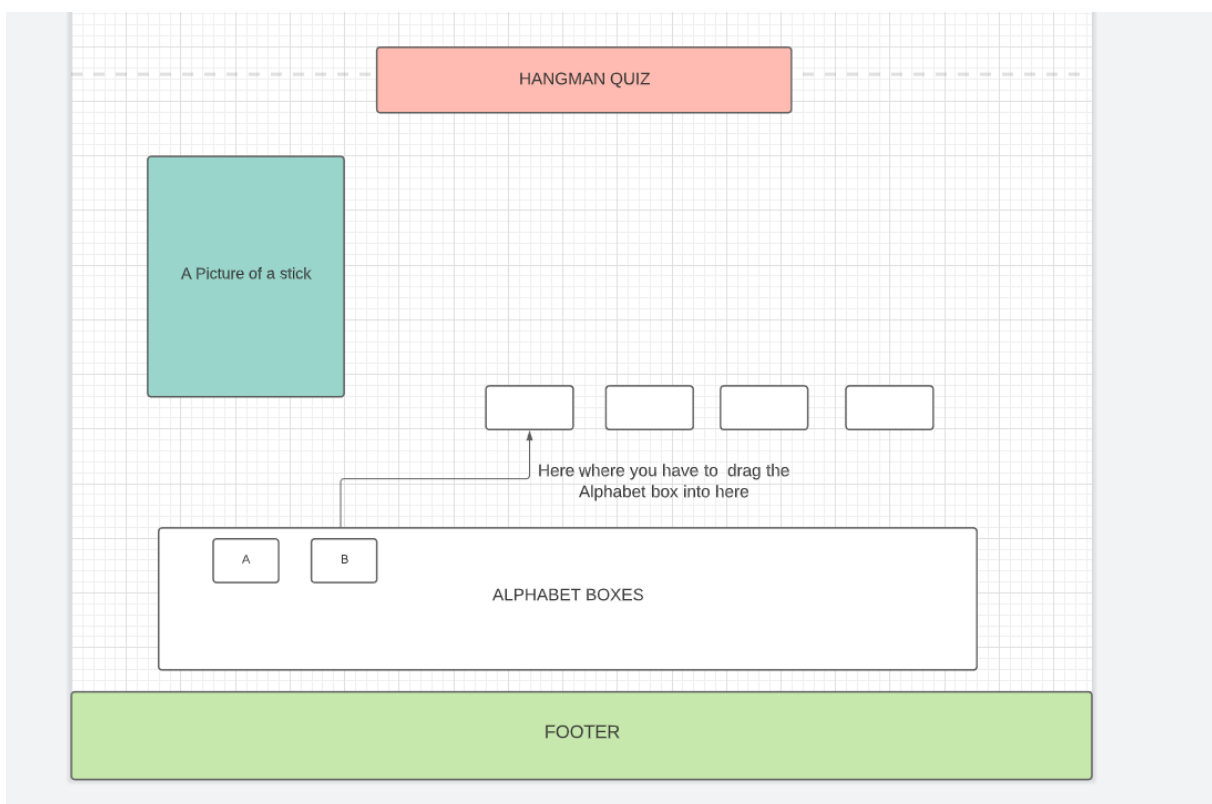 HANGMAN QUIZ
A Picture of a stick
Here where you have to drag the
Alphabet box into here
A
B
ALPHABET BOXES
FOOTER